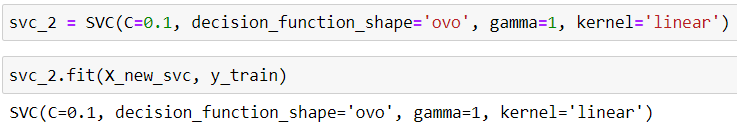 svc_2 = SVC(C=0.1, decision_function_shape='ovo', gamma=1, kernel='linear')
svc_2.fit(X_new_svc, y_train)
SVC(C=0.1, decision_function_shape='ovo', gamma=1, kernel='linear')